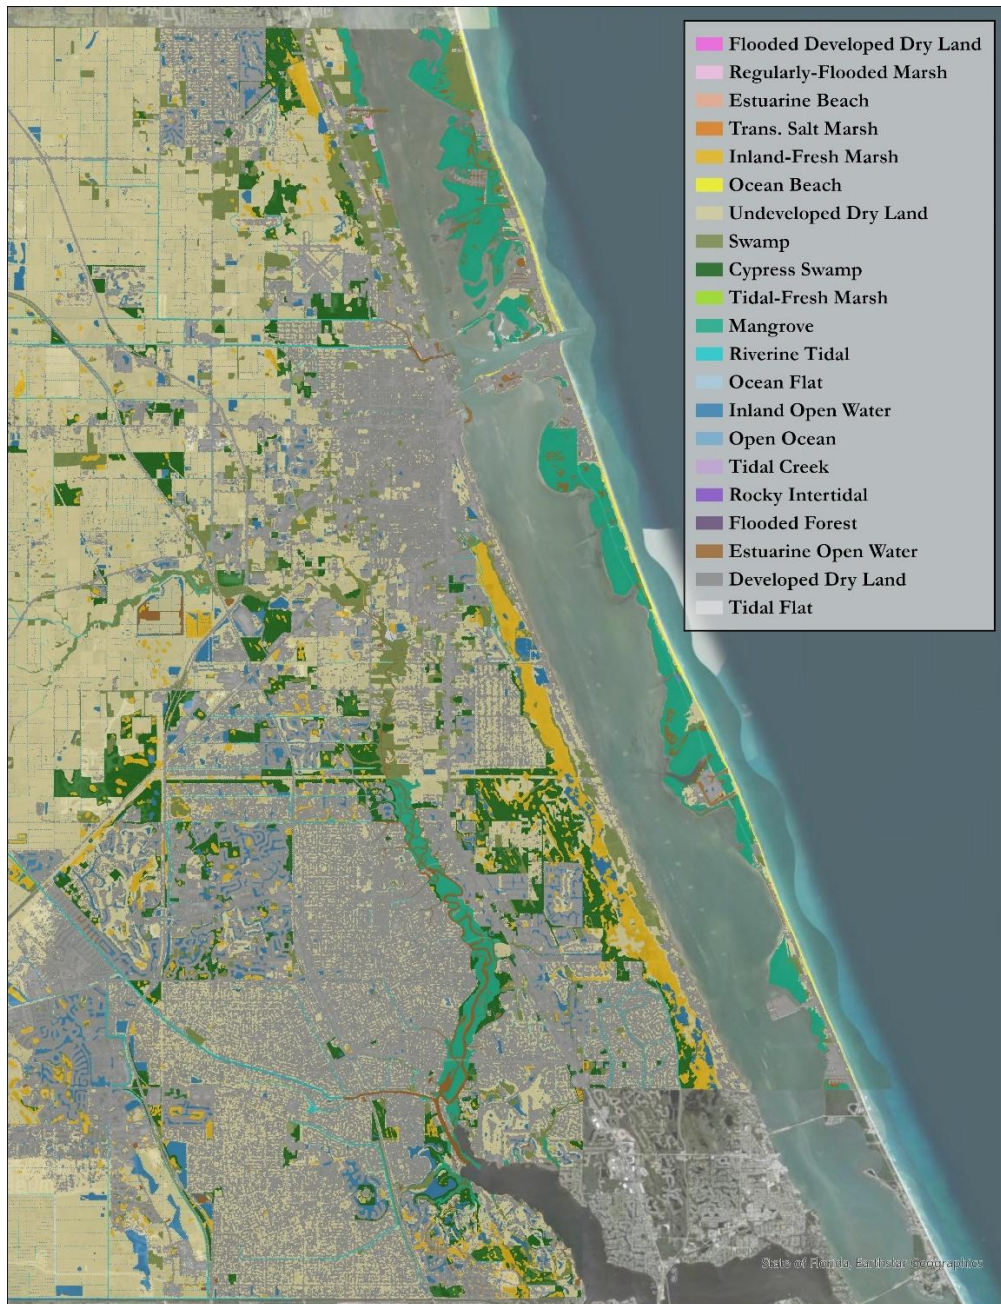 Flooded Developed Dry Land
Regularly-Flooded Marsh
Estuarine Beach
Trans. Salt Marsh
Inland-Fresh Marsh
Ocean Beach
Undeveloped Dry Land
Swamp
Cypress Swamp
Tidal-Fresh Marsh
Mangrove
Riverine Tidal
Ocean Flat
Inland Open Water
Open Ocean
Tidal Creek
Rocky Intertidal
Flooded Forest
Estuarine Open Water
Developed Dry Land
Tidal Flat
State of Florida, Earthstar Geographics